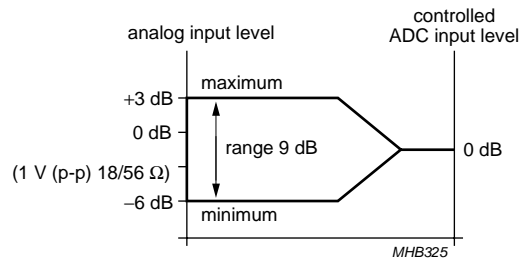 controlled
analog input level
ADC input level
maximum
+3 dB
0 dB
range 9 dB
0 dB
(1 V (p-p) 18/56 Ω)
−6 dB
minimum
MHB325